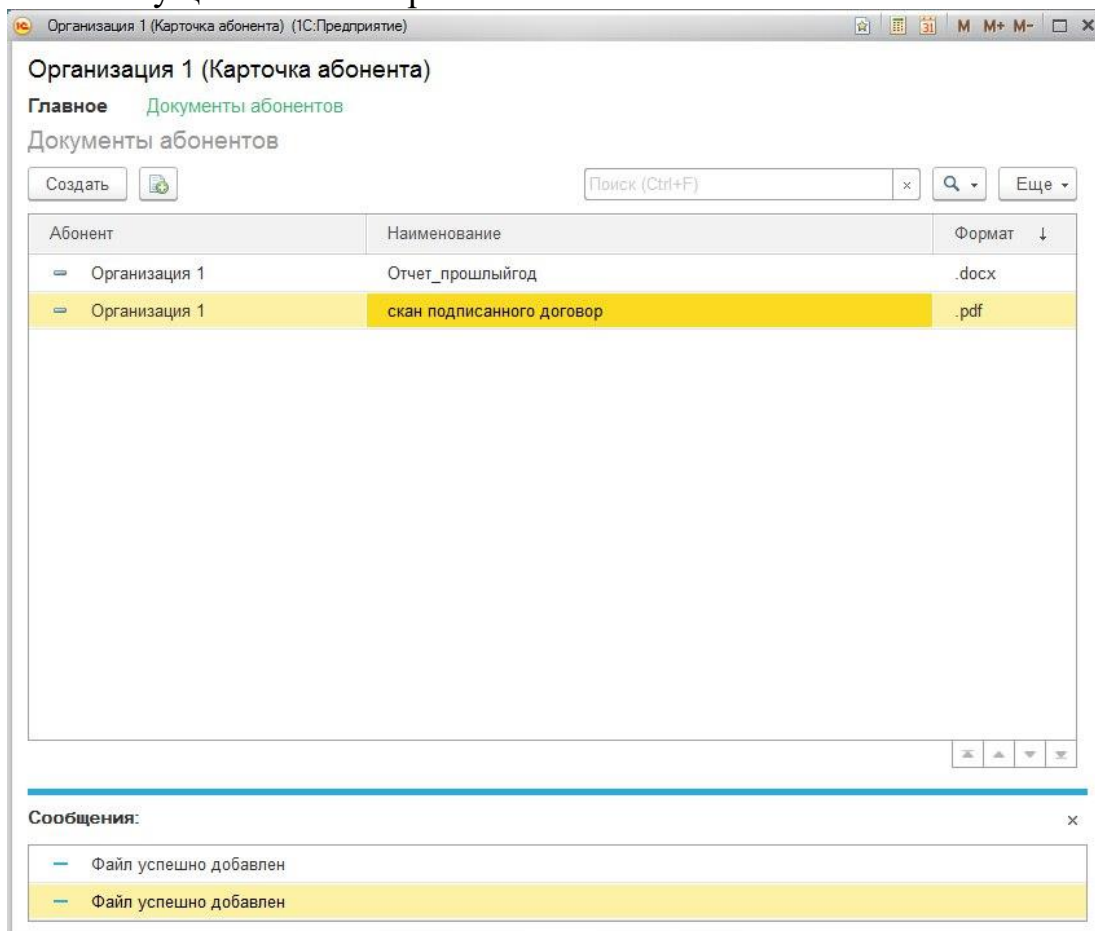 Организация 1 (Карточка абонента) (1С:Предприятие) 31 M M+ M-
Организация 1 (Карточка абонента)
Главное Документы абонентов
Документы абонентов
Создать Поиск (Ctrl+F) × Еще
Абонент Наименование Формат ↓
Организация 1 Отчет_прошлыйгод .docx
Организация 1 скан подписанного договор .pdf
Сообщения: ×
Файл успешно добавлен
Файл успешно добавлен